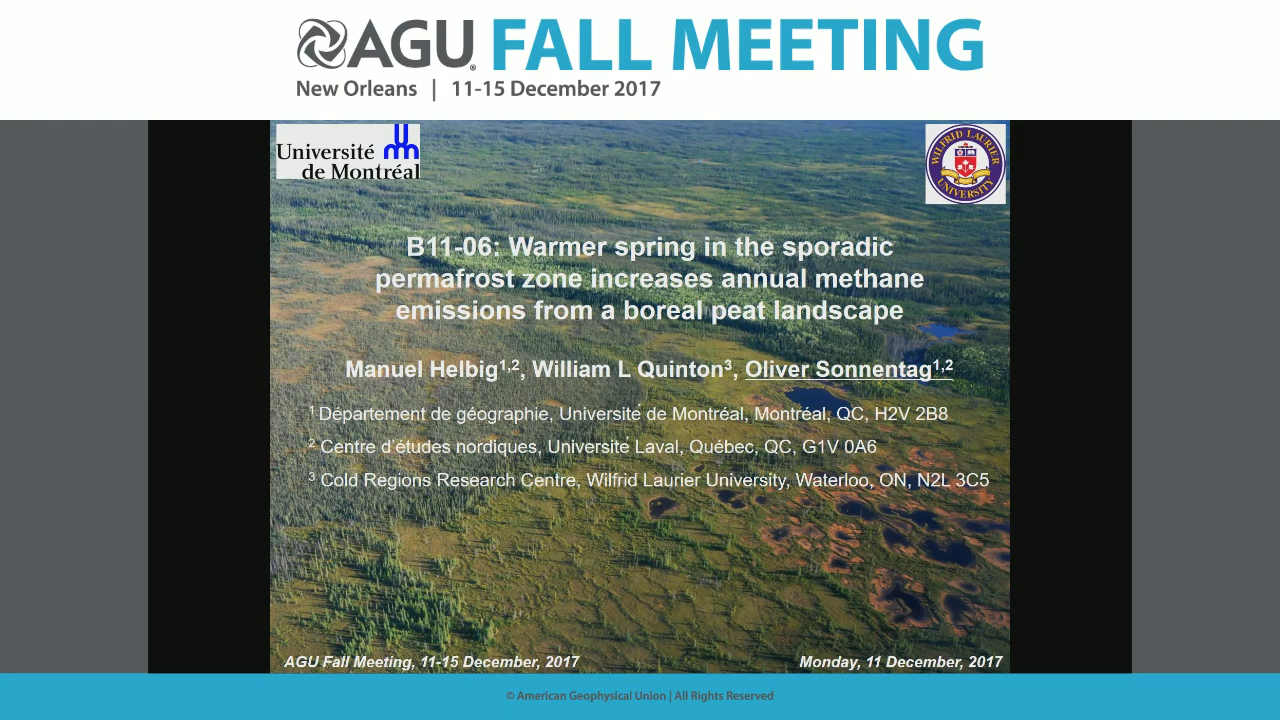 AGU FALL MEETING
New Orleans | 11-15 December 2017
Université
de Montréal
WILFRID LAURIER
UNIVERSITY
B11-06: Warmer spring in the sporadic
permafrost zone increases annual methane
emissions from a boreal peat landscape
Manuel Helbig1,2, William L Quinton3, Oliver Sonnentag1,2
1 Département de géographie, Université de Montréal, Montréal, QC, H2V 2B8
2 Centre d'études nordiques, Université Laval, Québec, QC, G1V 0A6
3 Cold Regions Research Centre, Wilfrid Laurier University, Waterloo, ON, N2L 3C5
AGU Fall Meeting, 11-15 December, 2017
Monday, 11 December, 2017
© American Geophysical Union | All Rights Reserved